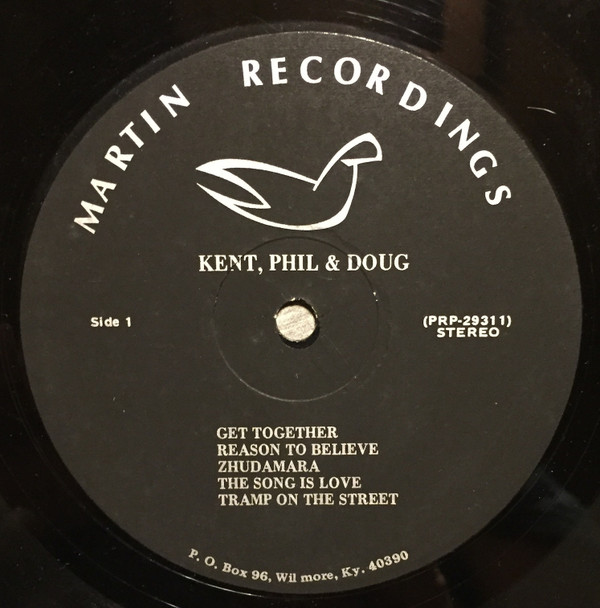 MARTIN RECORDINGS
KENT, PHIL & DOUG
Side 1
(PRP-29311)
STEREO
GET TOGETHER
REASON TO BELIEVE
ZHUDAMARA
THE SONG IS LOVE
TRAMP ON THE STREET
P. O. Box 96, Wil more, Ky. 40390